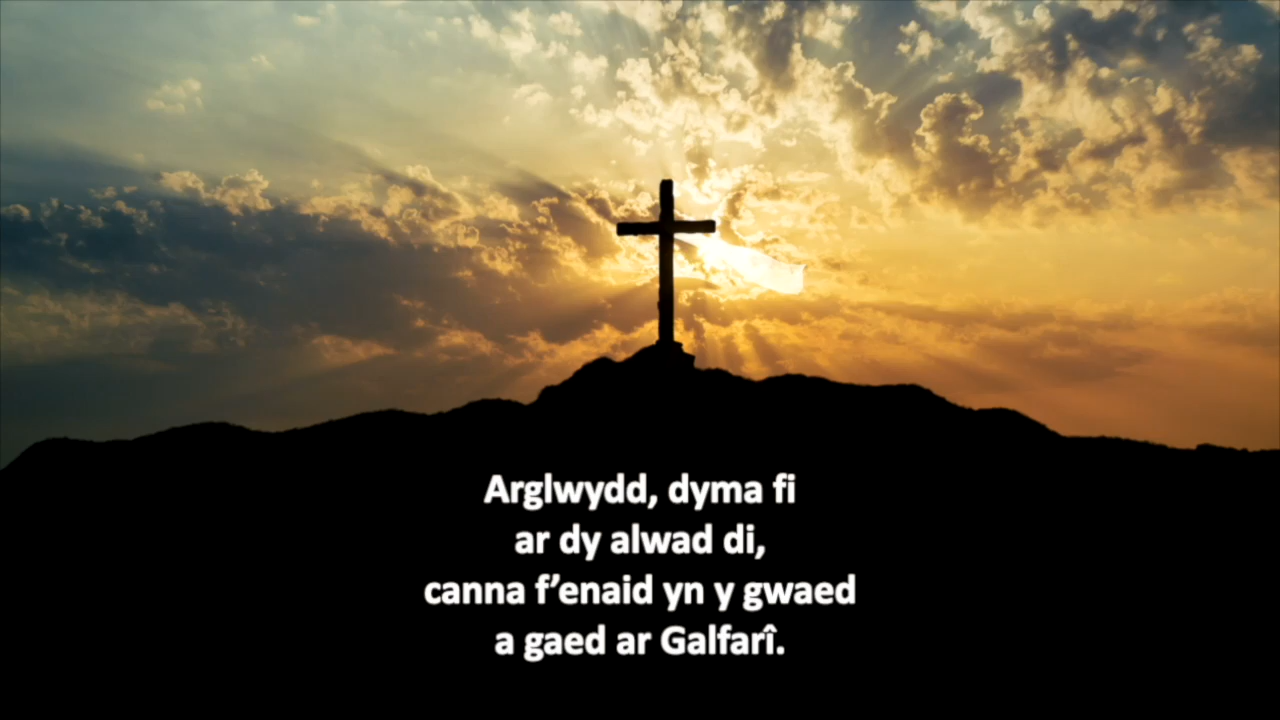 Arglwydd, dyma fi
ar dy alwad di,
canna f’enaid yn y gwaed
a gaed ar Galfarî.